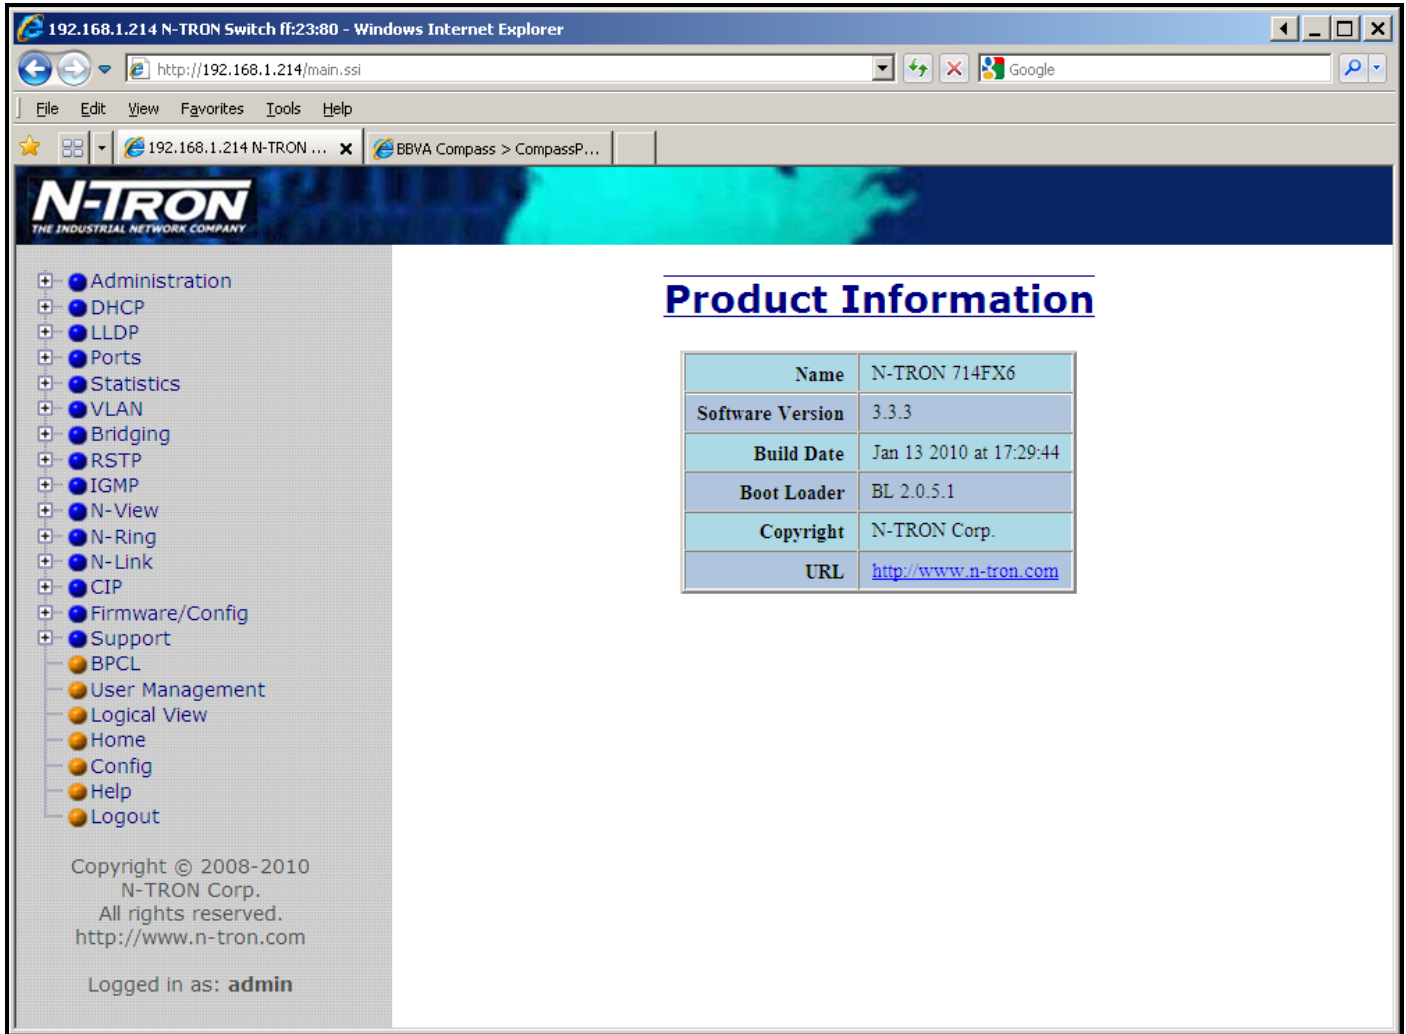 192.168.1.214 N-TRON Switch ff:23:80 - Windows Internet Explorer
http://192.168.1.214/main.ssi
Google
File Edit View Favorites Tools Help
192.168.1.214 N-TRON ...
BBVA Compass > CompassP...
N-TRON
THE INDUSTRIAL NETWORK COMPANY
Administration
DHCP
LLDP
Ports
Statistics
VLAN
Bridging
RSTP
IGMP
N-View
N-Ring
N-Link
CIP
Firmware/Config
Support
BPCL
User Management
Logical View
Home
Config
Help
Logout
Copyright © 2008-2010
N-TRON Corp.
All rights reserved.
http://www.n-tron.com
Logged in as: admin
Product Information
Name N-TRON 714FX6
Software Version 3.3.3
Build Date Jan 13 2010 at 17:29:44
Boot Loader BL 2.0.5.1
Copyright N-TRON Corp.
URL http://www.n-tron.com